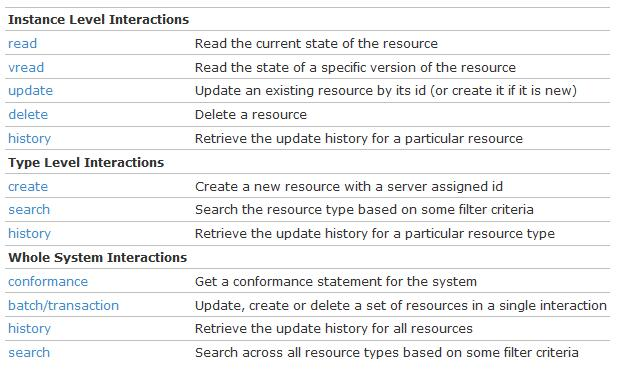 Instance Level Interactions
read Read the current state of the resource
vread Read the state of a specific version of the resource
update Update an existing resource by its id (or create it if it is new)
delete Delete a resource
history Retrieve the update history for a particular resource
Type Level Interactions
create Create a new resource with a server assigned id
search Search the resource type based on some filter criteria
history Retrieve the update history for a particular resource type
Whole System Interactions
conformance Get a conformance statement for the system
batch/transaction Update, create or delete a set of resources in a single interaction
history Retrieve the update history for all resources
search Search across all resource types based on some filter criteria